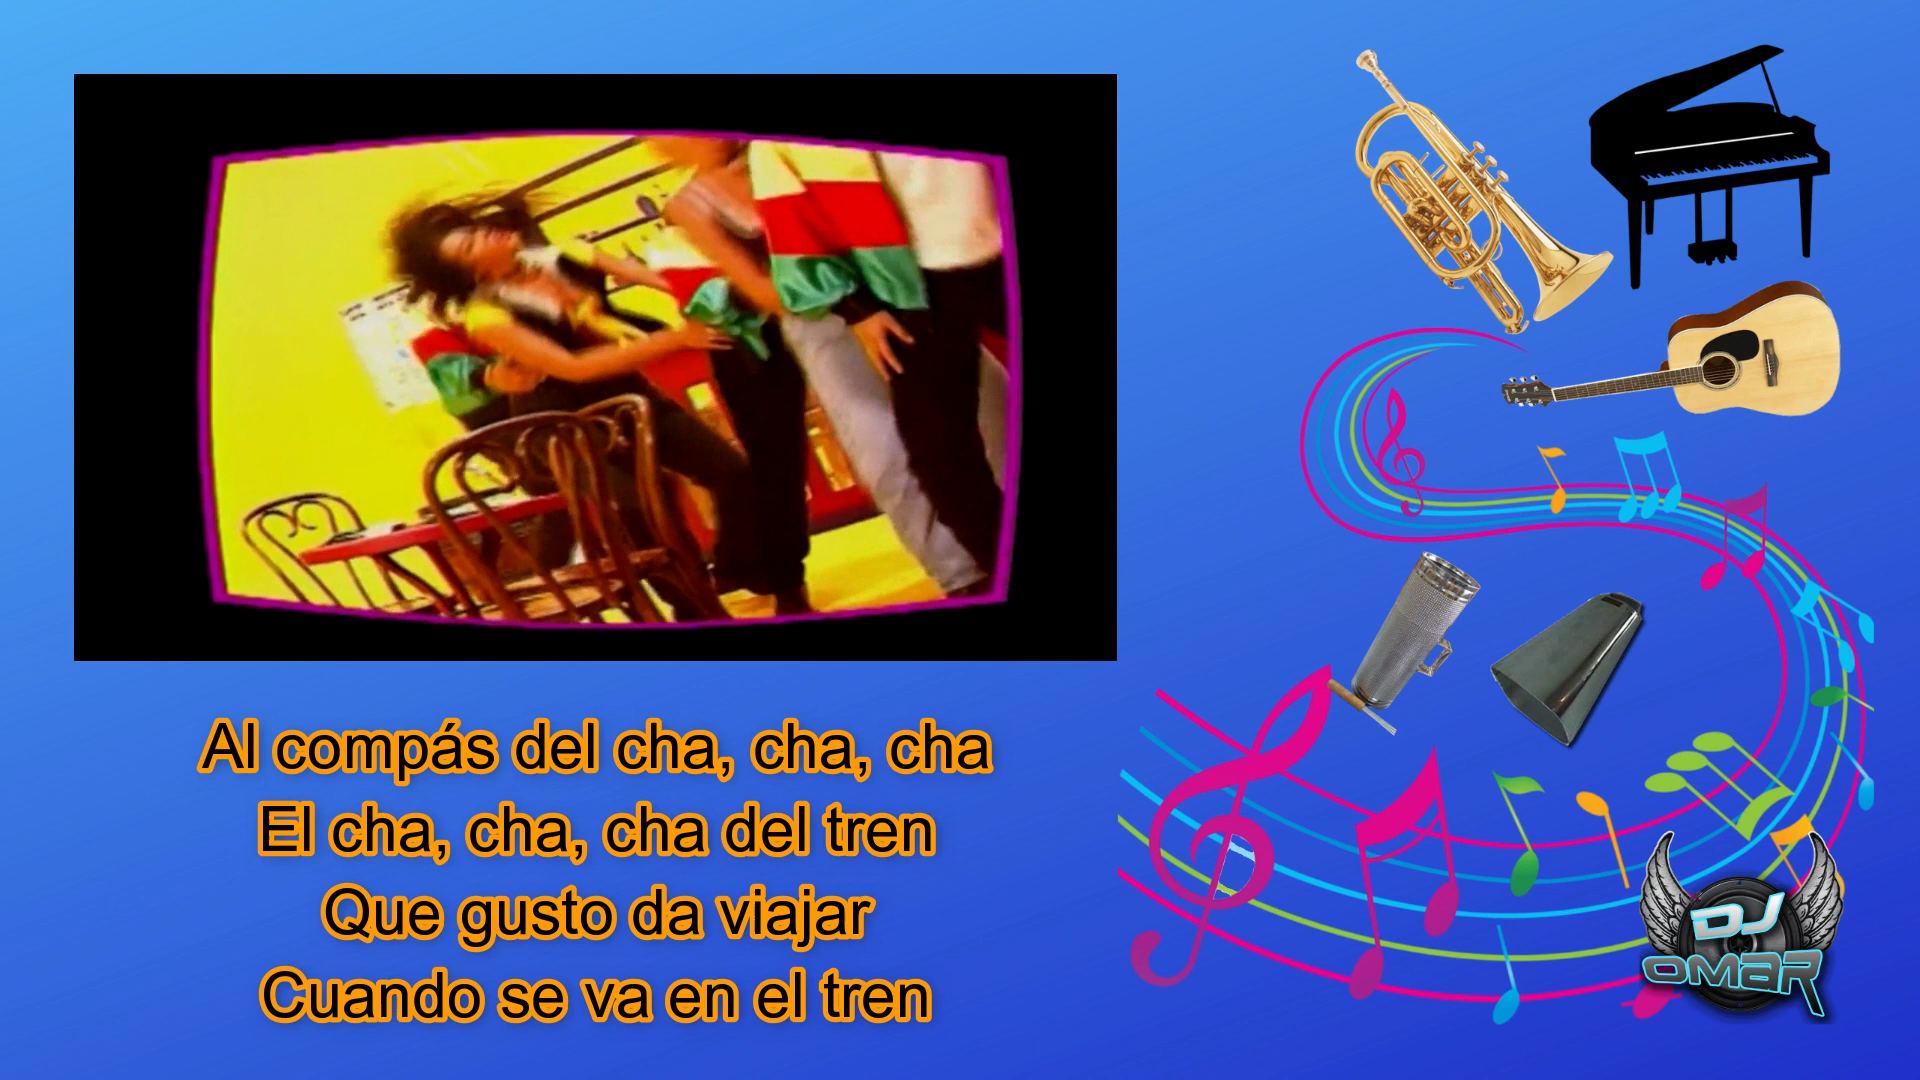 Al compás del cha, cha, cha
El cha, cha, cha del tren
Que gusto da viajar
Cuando se va en el tren
DJ
OMAR